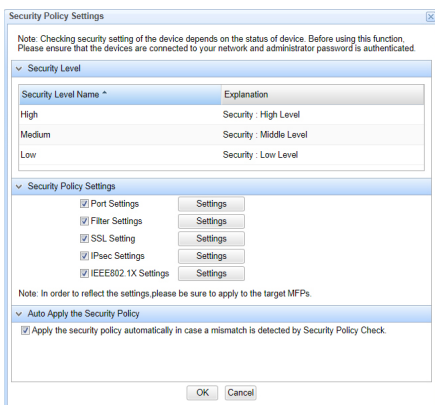 Security Policy Settings
Note: Checking security setting of the device depends on the status of device. Before using this function,
Please ensure that the devices are connected to your network and administrator password is authenticated.
Security Level
Security Level Name Explanation
High Security : High Level
Medium Security : Middle Level
Low Security : Low Level
Security Policy Settings
Port Settings Settings
Filter Settings Settings
SSL Setting Settings
IPsec Settings Settings
IEEE802.1X Settings Settings
Note: In order to reflect the settings,please be sure to apply to the target MFPs.
Auto Apply the Security Policy
Apply the security policy automatically in case a mismatch is detected by Security Policy Check.
OK Cancel